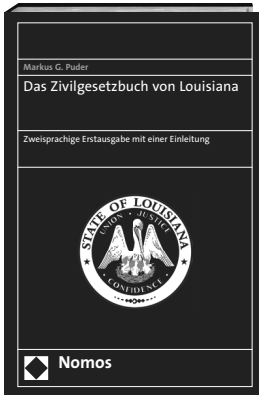 Markus G. Puder
Das Zivilgesetzbuch von Louisiana
Zweisprachige Erstausgabe mit einer Einleitung
STATE OF LOUISIANA
UNION · JUSTICE
CONFIDENCE
Nomos